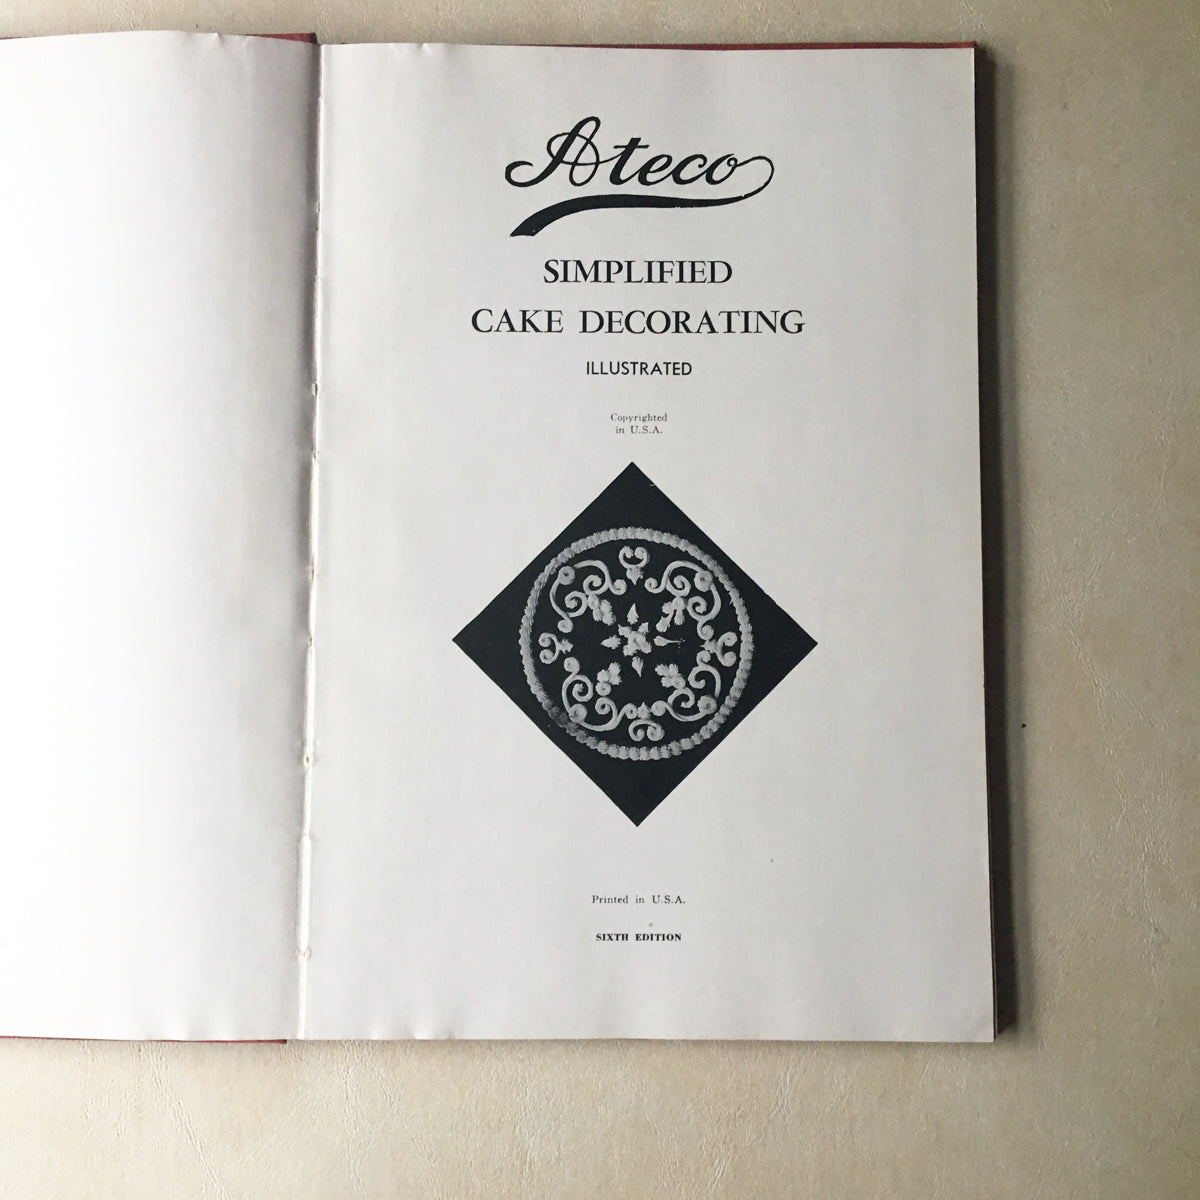 Ateco
SIMPLIFIED
CAKE DECORATING
ILLUSTRATED
Copyrighted
in U.S.A.
Printed in U.S.A.
SIXTH EDITION